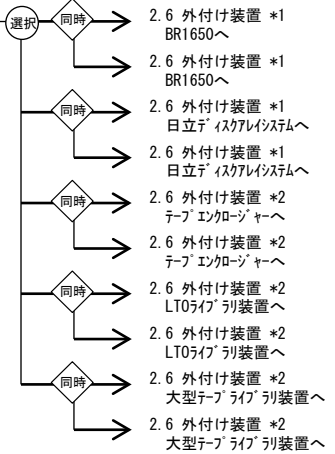 選択
同時
2.6 外付け装置 *1
BR1650へ
2.6 外付け装置 *1
BR1650へ
同時
2.6 外付け装置 *1
日立ﾃﾞｨｽｸｱﾚｲｼｽﾃﾑへ
2.6 外付け装置 *1
日立ﾃﾞｨｽｸｱﾚｲｼｽﾃﾑへ
同時
2.6 外付け装置 *2
ﾃｰﾌﾟｴﾝｸﾛｰｼﾞｬｰへ
2.6 外付け装置 *2
ﾃｰﾌﾟｴﾝｸﾛｰｼﾞｬｰへ
同時
2.6 外付け装置 *2
LTOﾗｲﾌﾞﾗﾘ装置へ
2.6 外付け装置 *2
LTOﾗｲﾌﾞﾗﾘ装置へ
同時
2.6 外付け装置 *2
大型ﾃｰﾌﾟﾗｲﾌﾞﾗﾘ装置へ
2.6 外付け装置 *2
大型ﾃｰﾌﾟﾗｲﾌﾞﾗﾘ装置へ